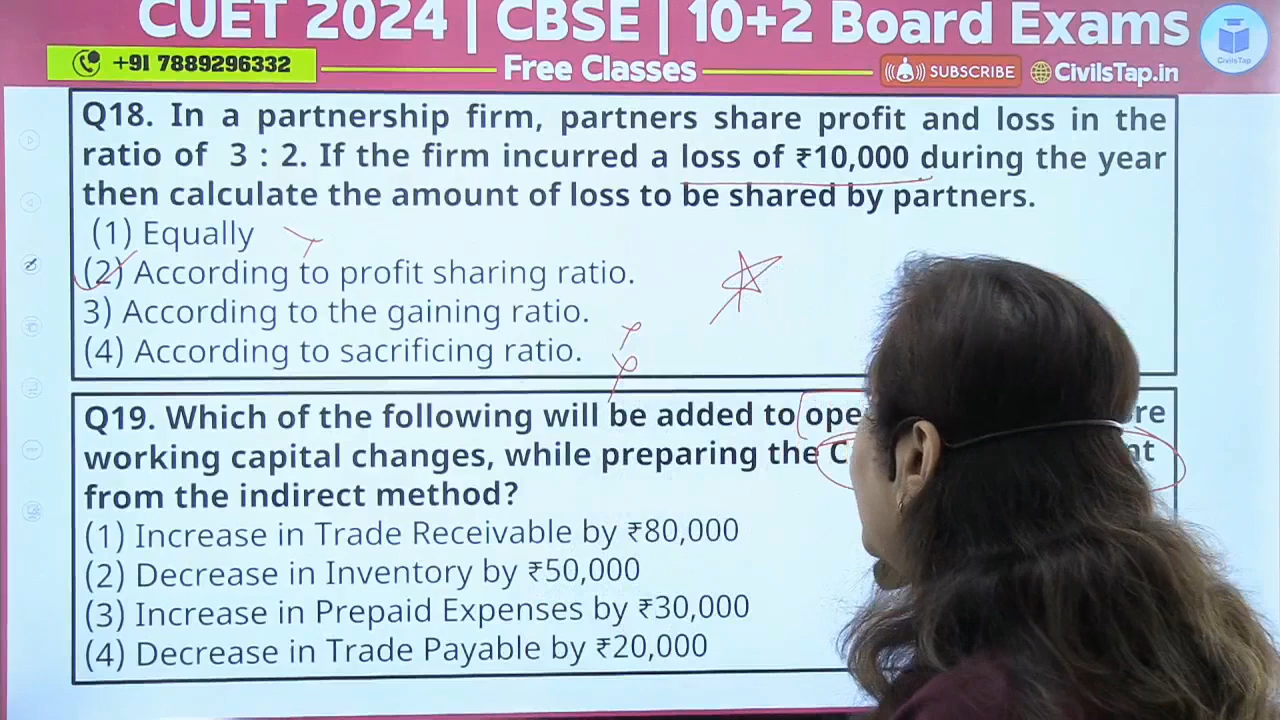 CUET 2024 | CBSE | 10+2 Board Exams
+91 7889296332
Free Classes
SUBSCRIBE
CivilsTap.in
CivilsTap
Q18. In a partnership firm, partners share profit and loss in the
ratio of 3 : 2. If the firm incurred a loss of ₹10,000 during the year
then calculate the amount of loss to be shared by partners.
(1) Equally
(2) According to profit sharing ratio.
3) According to the gaining ratio.
(4) According to sacrificing ratio.
Q19. Which of the following will be added to
working capital changes, while preparing the
from the indirect method?
(1) Increase in Trade Receivable by ₹80,000
(2) Decrease in Inventory by ₹50,000
(3) Increase in Prepaid Expenses by ₹30,000
(4) Decrease in Trade Payable by ₹20,000